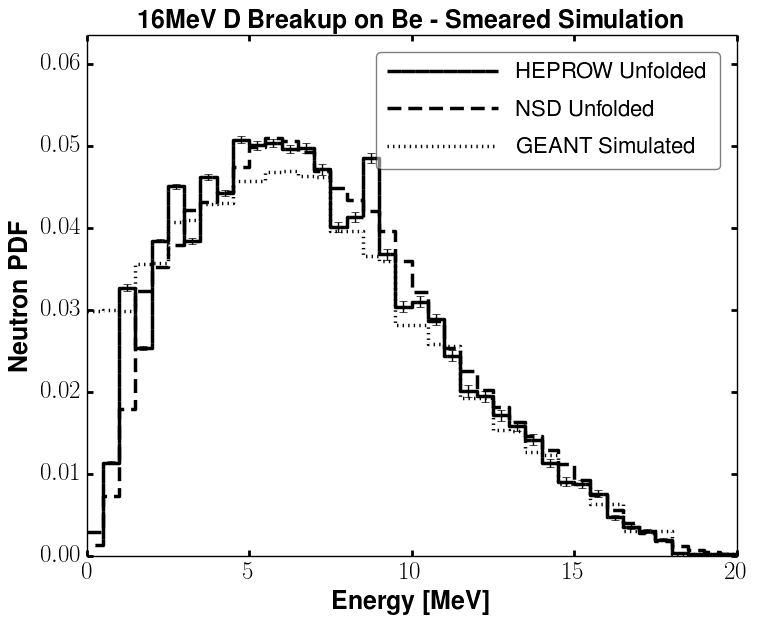 16MeV D Breakup on Be - Smeared Simulation
0.06
HEPROW Unfolded
NSD Unfolded
0.05
GEANT Simulated
0.04
Neutron PDF
0.03
0.02
0.01
0.00
0 5 10 15 20
Energy [MeV]